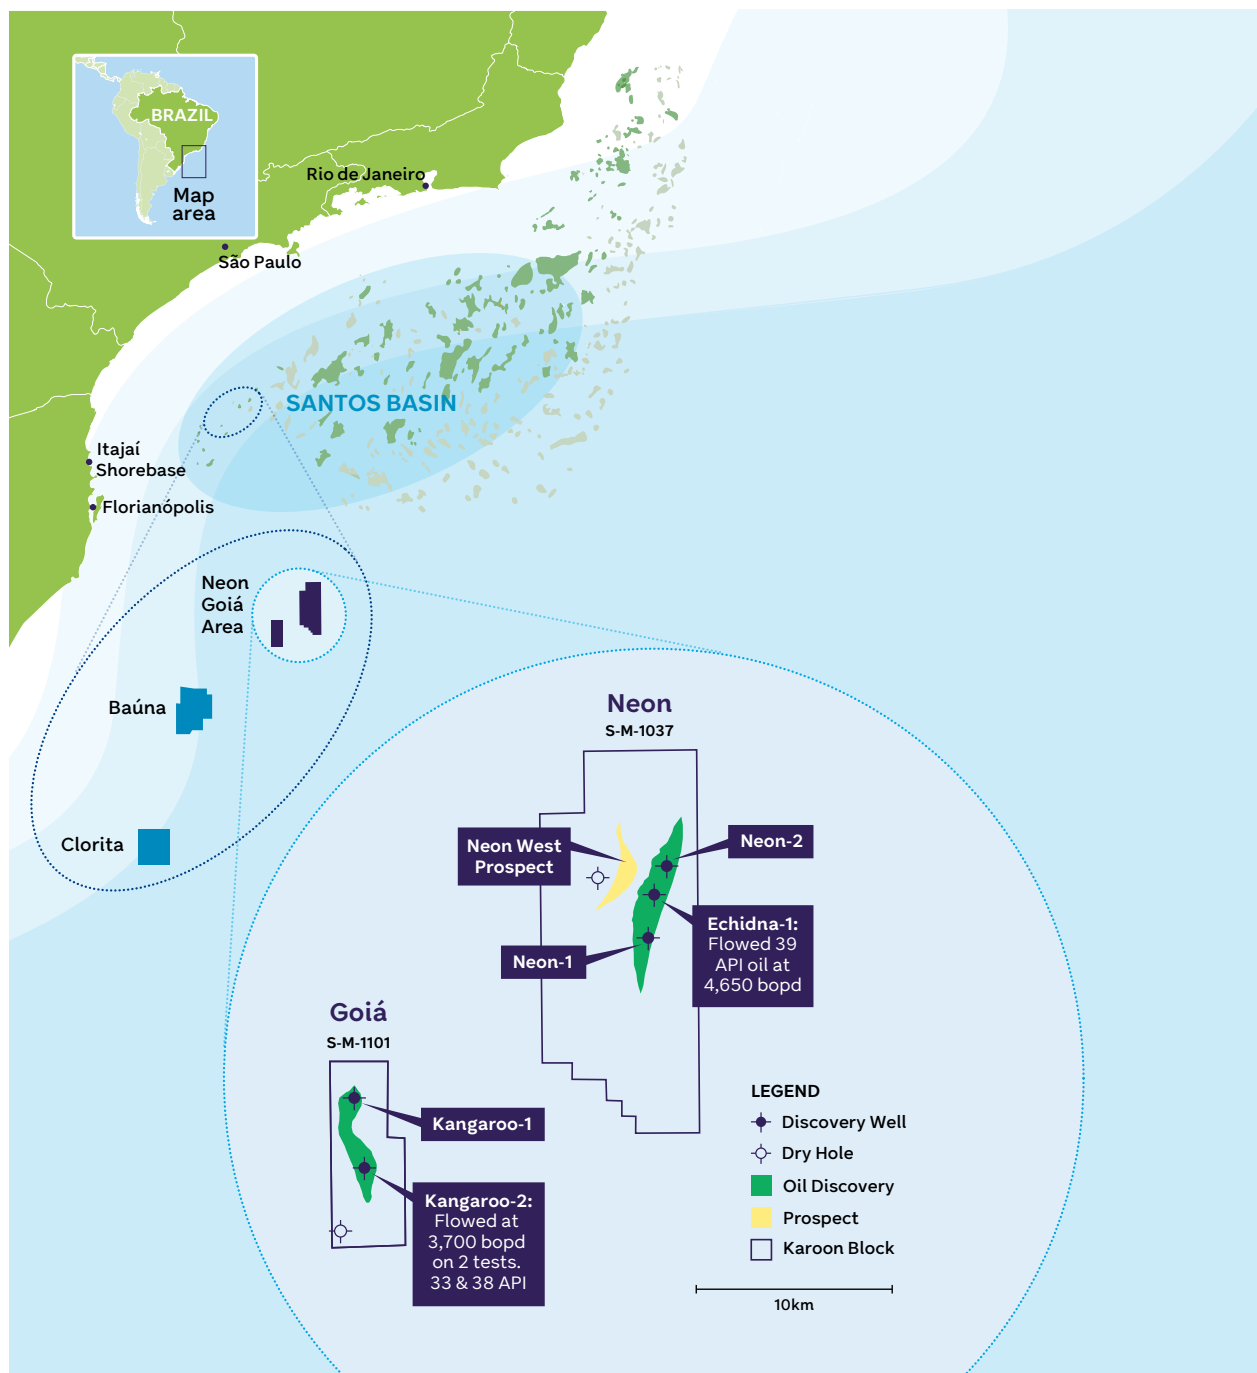 BRAZIL
Map
area
Rio de Janeiro
São Paulo
SANTOS BASIN
Itajaí
Shorebase
Florianópolis
Neon
Goiá
Area
Baúna
Clorita
Neon
S-M-1037
Neon West
Prospect
Neon-2
Echidna-1:
Flowed 39
API oil at
4,650 bopd
Neon-1
Goiá
S-M-1101
Kangaroo-1
Kangaroo-2:
Flowed at
3,700 bopd
on 2 tests.
33 & 38 API
LEGEND
Discovery Well
Dry Hole
Oil Discovery
Prospect
Karoon Block
10km